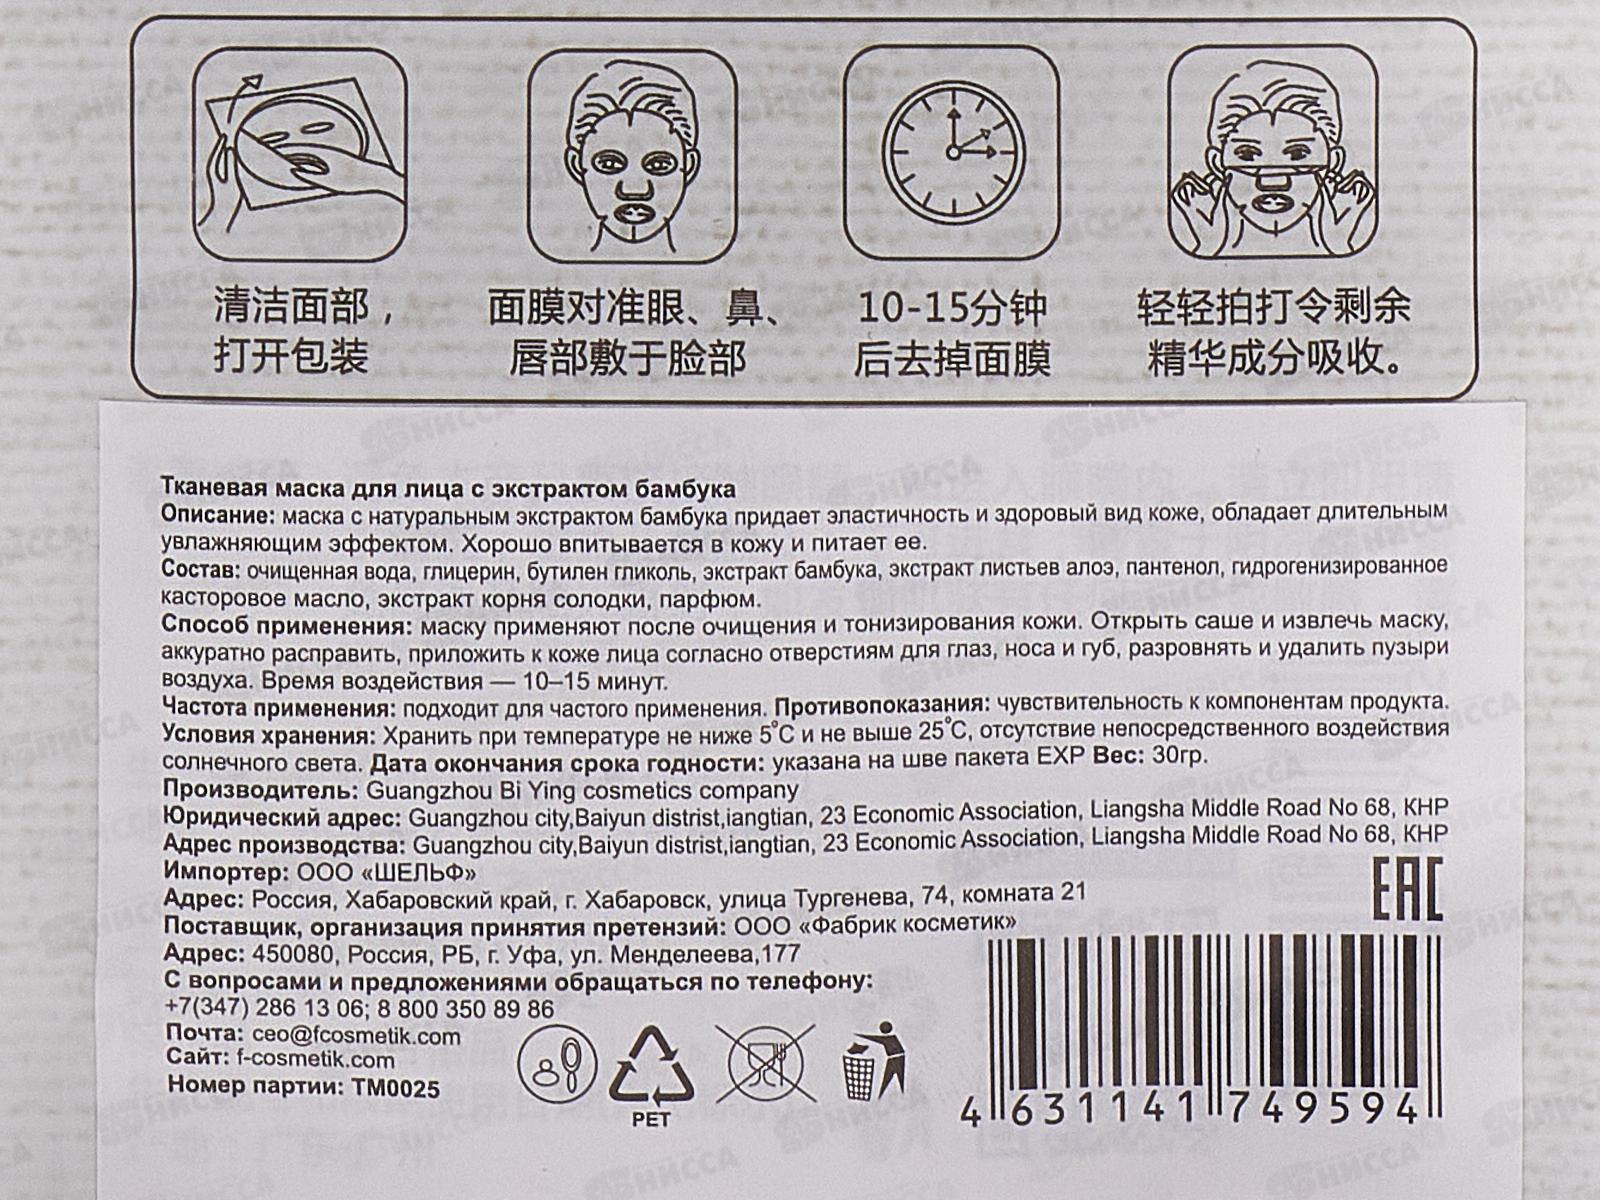 清洁面部，
打开包装
面膜对准眼、鼻、
唇部敷于脸部
10-15分钟
后去掉面膜
轻轻拍打令剩余
精华成分吸收。
Тканевая маска для лица с экстрактом бамбука
Описание: маска с натуральным экстрактом бамбука придает эластичность и здоровый вид коже, обладает длительным
увлажняющим эффектом. Хорошо впитывается в кожу и питает ее.
Состав: очищенная вода, глицерин, бутилен гликоль, экстракт бамбука, экстракт листьев алоэ, пантенол, гидрогенизированное
касторовое масло, экстракт корня солодки, парфюм.
Способ применения: маску применяют после очищения и тонизирования кожи. Открыть саше и извлечь маску,
аккуратно расправить, приложить к коже лица согласно отверстиям для глаз, носа и губ, разровнять и удалить пузыри
воздуха. Время воздействия — 10–15 минут.
Частота применения: подходит для частого применения. Противопоказания: чувствительность к компонентам продукта.
Условия хранения: Хранить при температуре не ниже 5°С и не выше 25°С, отсутствие непосредственного воздействия
солнечного света. Дата окончания срока годности: указана на шве пакета EXP Вес: 30гр.
Производитель: Guangzhou Bi Ying cosmetics company
Юридический адрес: Guangzhou city,Baiyun distrist,iangtian, 23 Economic Association, Liangsha Middle Road No 68, КНР
Адрес производства: Guangzhou city,Baiyun distrist,iangtian, 23 Economic Association, Liangsha Middle Road No 68, КНР
Импортер: ООО «ШЕЛЬФ»
Адрес: Россия, Хабаровский край, г. Хабаровск, улица Тургенева, 74, комната 21
Поставщик, организация принятия претензий: ООО «Фабрик косметик»
Адрес: 450080, Россия, РБ, г. Уфа, ул. Менделеева,177
С вопросами и предложениями обращаться по телефону:
+7(347) 286 13 06; 8 800 350 89 86
Почта: ceo@fcosmetik.com
Сайт: f-cosmetik.com
Номер партии: ТМ0025
PET
EAC
4 631141 749594